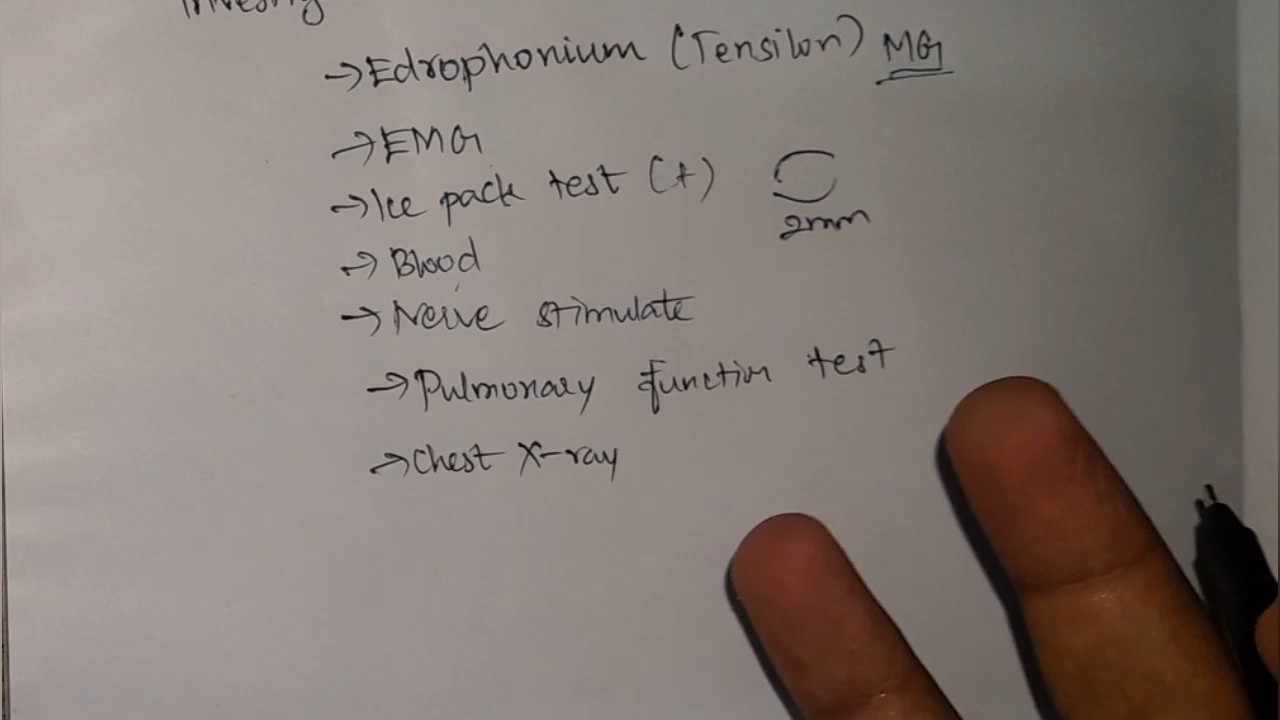 →Edrophonium (Tensilon) MG
→EMG
→Ice pack test (+)
2mm
→Blood
→Nerve stimulate
→Pulmonary function test
→Chest X-ray